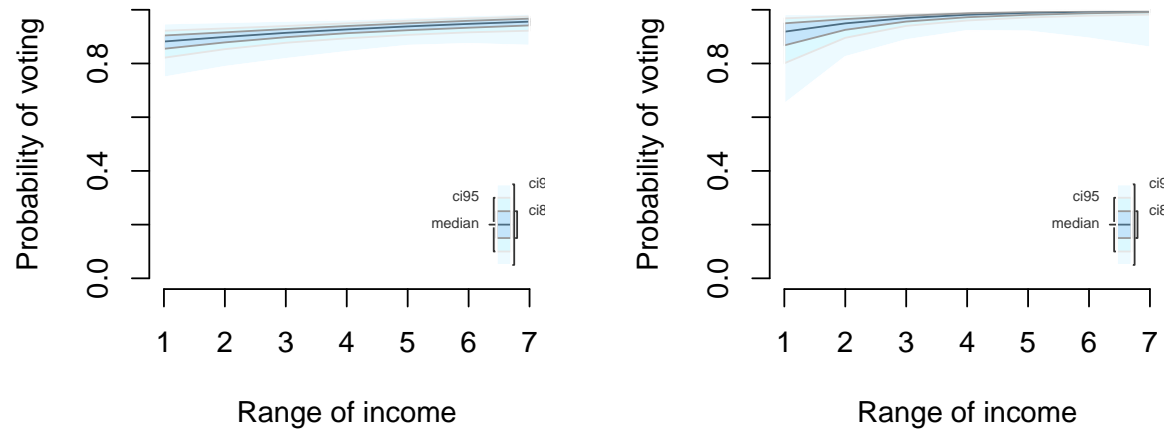 Probability of voting
0.8
0.4
0.0
ci95
median
1 2 3 4 5 6 7
Range of income
Probability of voting
0.8
0.4
0.0
ci95
median
1 2 3 4 5 6 7
Range of income